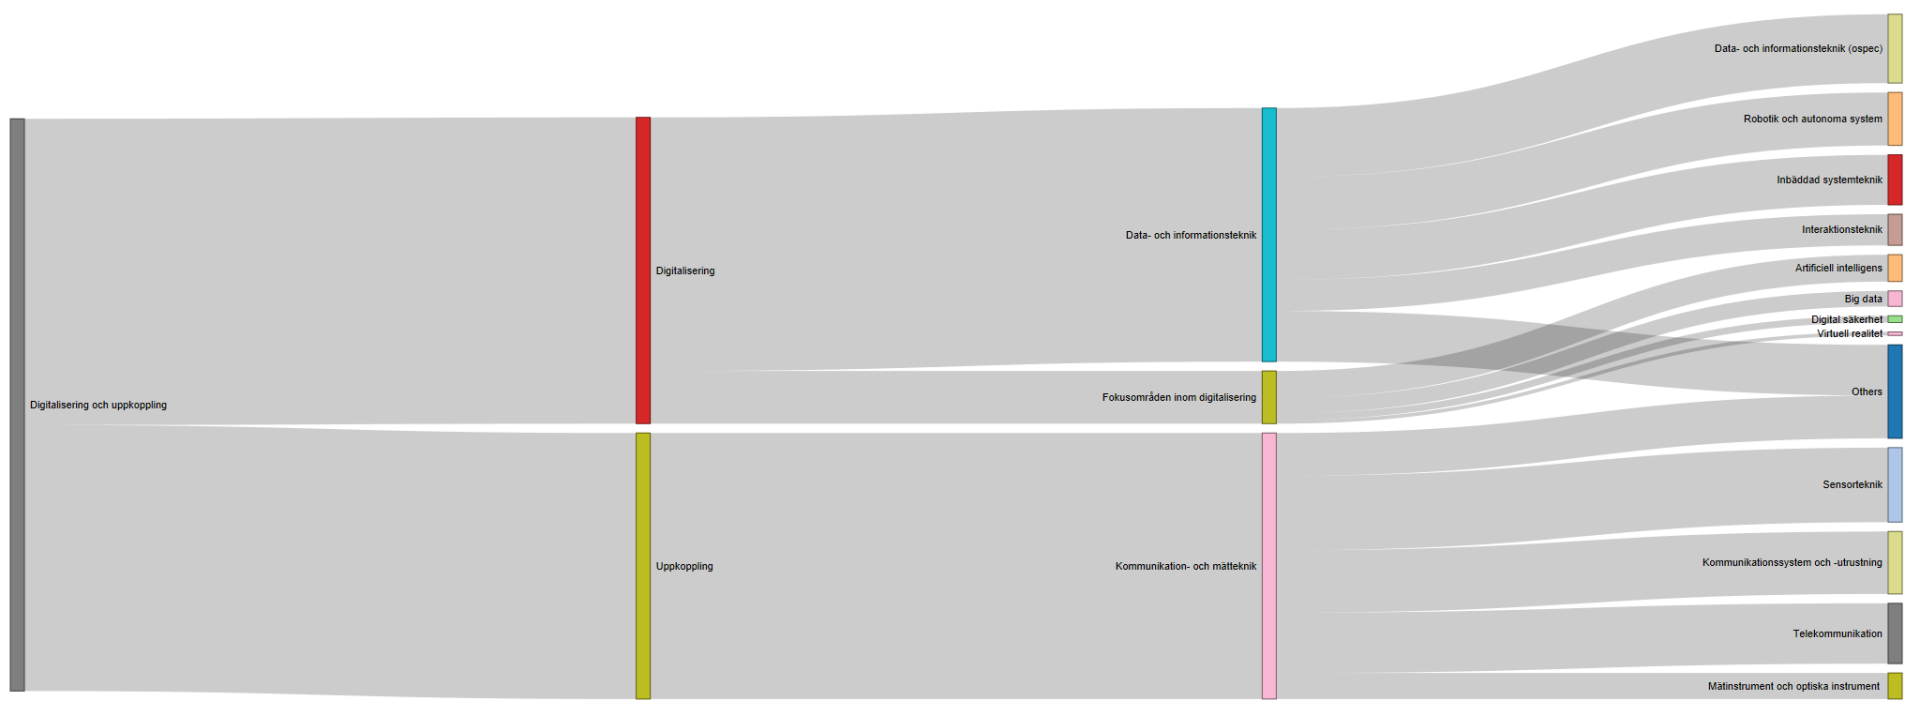 Digitalisering och uppkoppling
Digitalisering
Uppkoppling
Data- och informationsteknik
Fokusområden inom digitalisering
Kommunikation- och mätteknik
Data- och informationsteknik (ospec)
Robotik och autonoma system
Inbäddad systemteknik
Interaktionsteknik
Artificiell intelligens
Big data
Digital säkerhet
Virtuell realitet
Others
Sensorteknik
Kommunikationssystem och -utrustning
Telekommunikation
Mätinstrument och optiska instrument